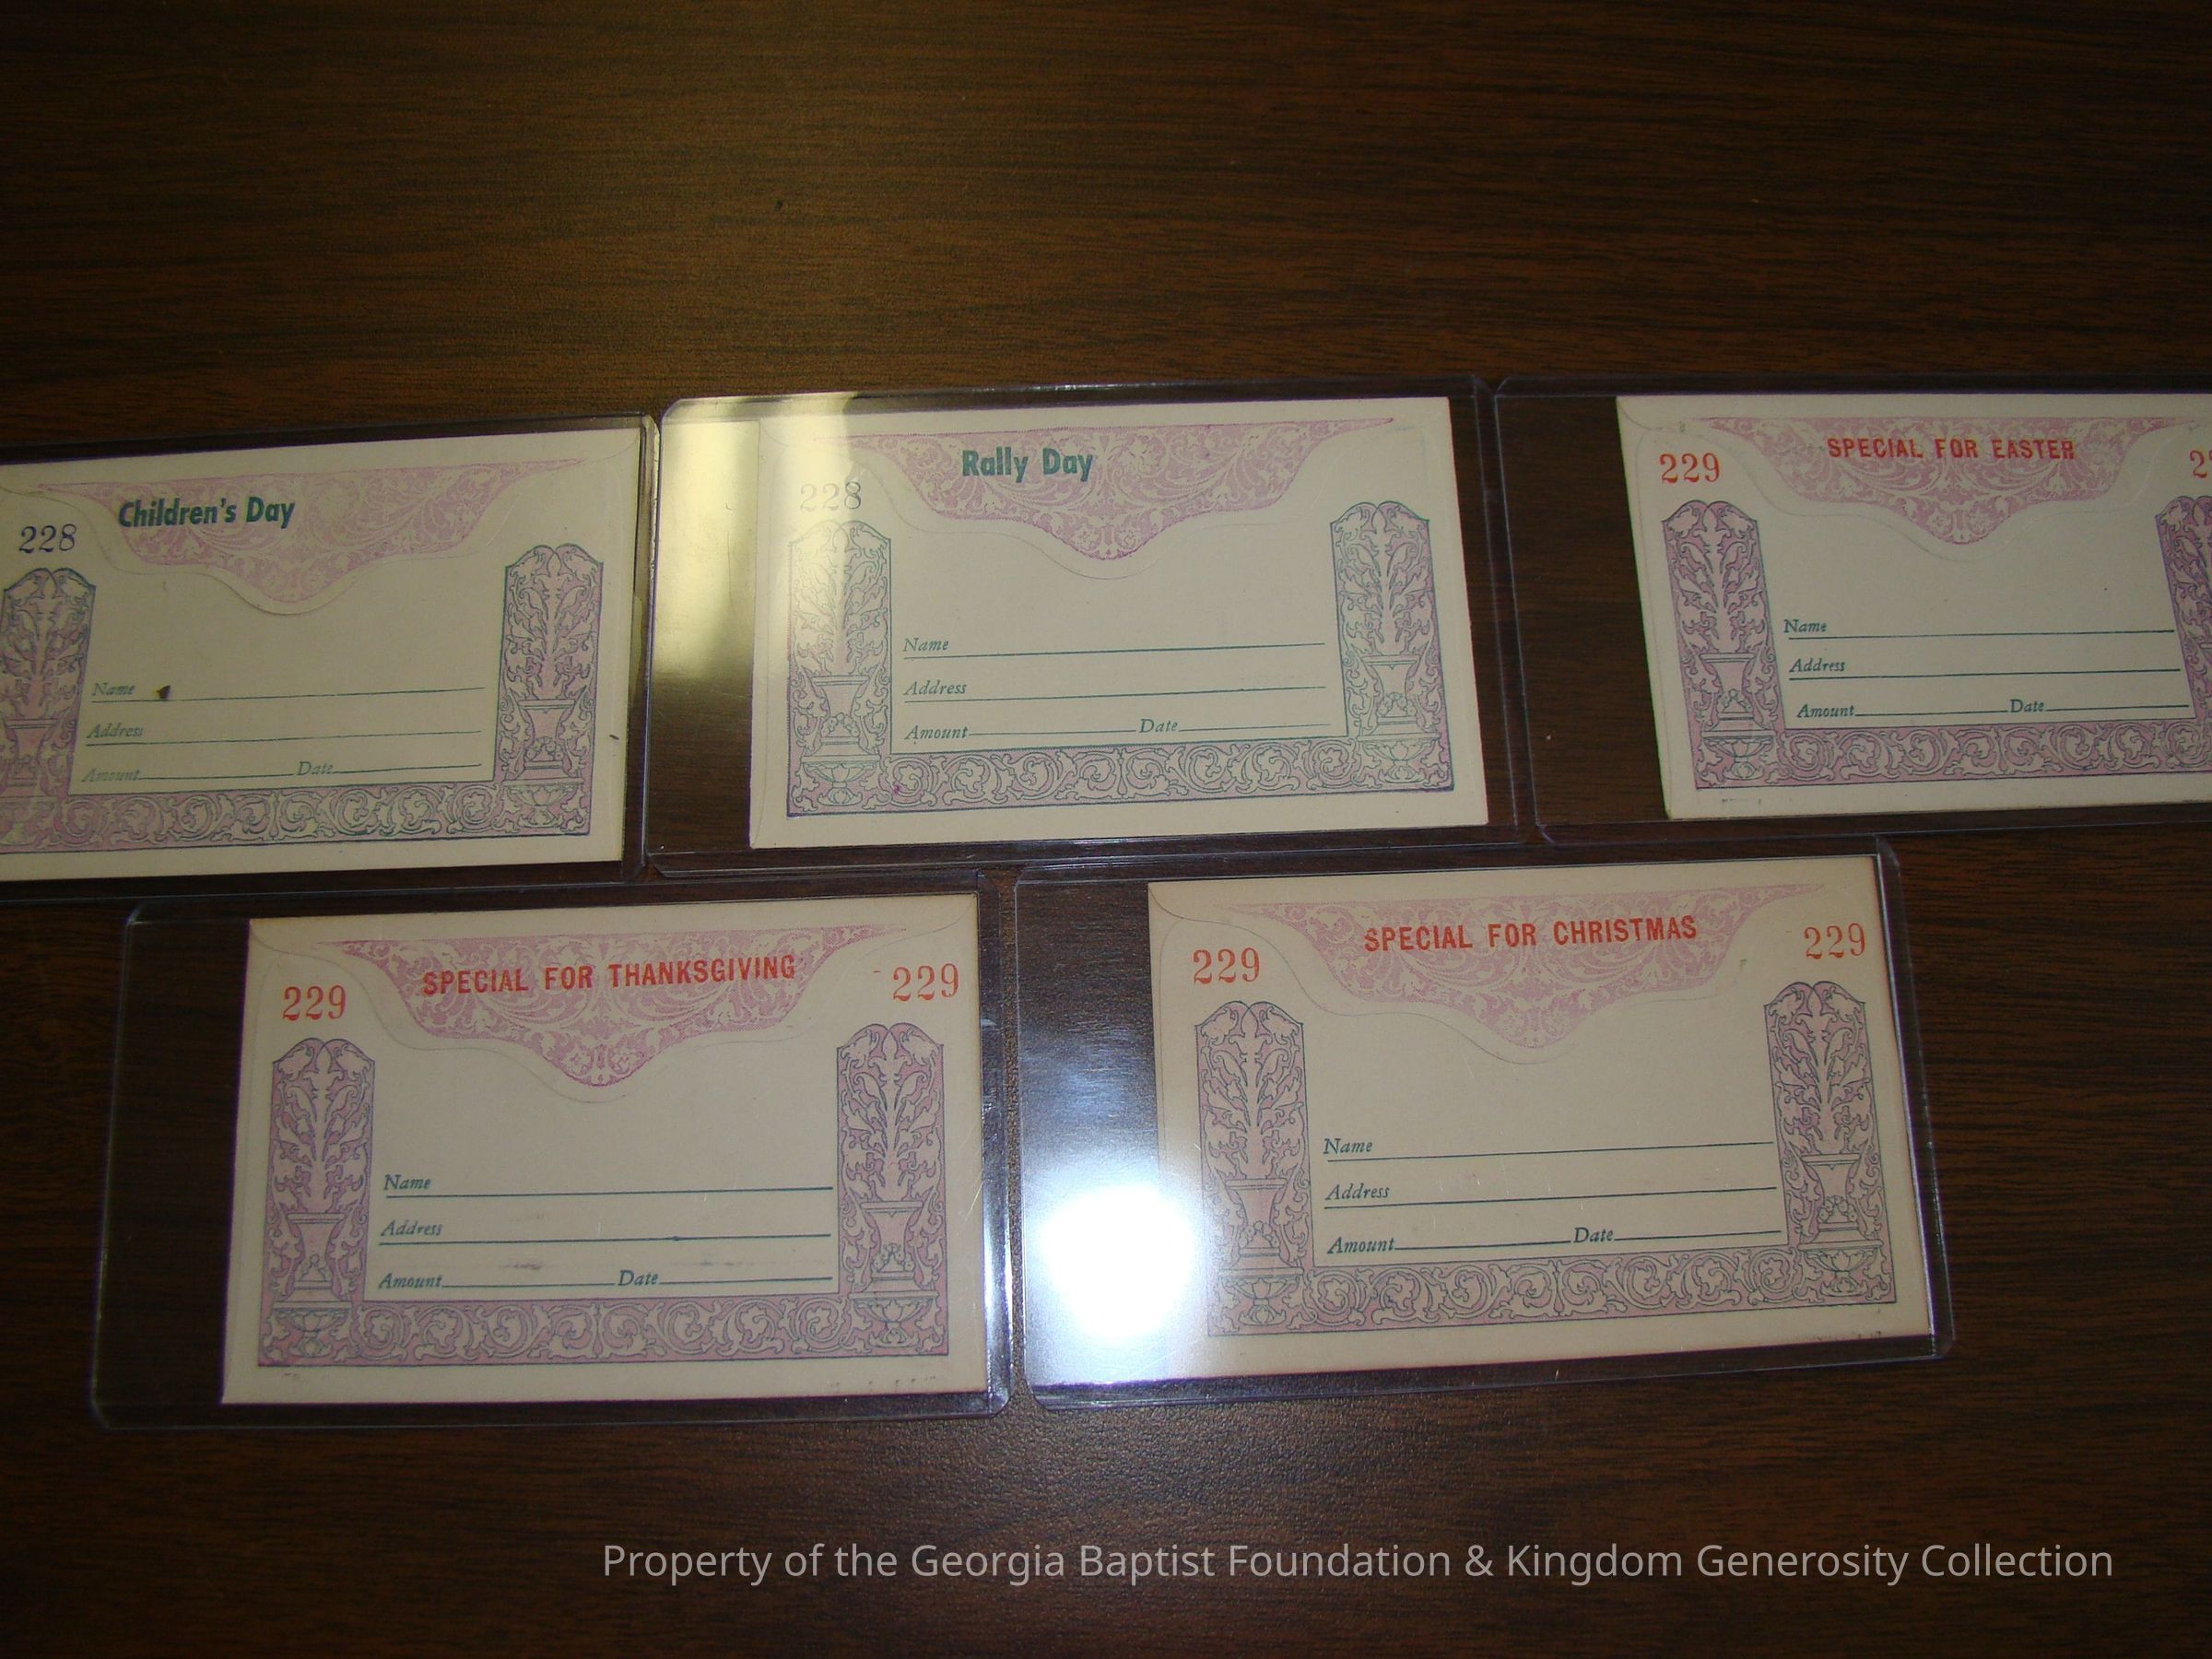 Children's Day
228
Name
Address
Amount Date
Rally Day
228
Name
Address
Amount Date
SPECIAL FOR EASTER
229
Name
Address
Amount Date
SPECIAL FOR THANKSGIVING
229 229
Name
Address
Amount Date
SPECIAL FOR CHRISTMAS
229 229
Name
Address
Amount Date
Property of the Georgia Baptist Foundation & Kingdom Generosity Collection